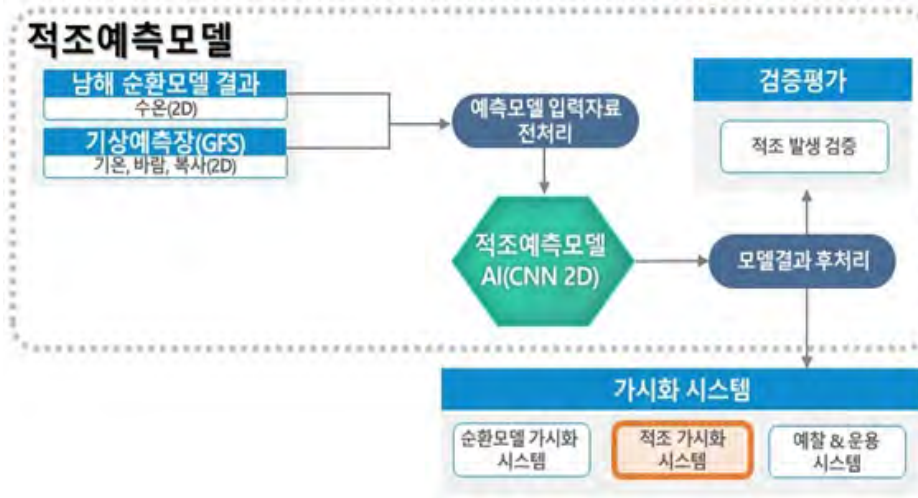 적조예측모델
남해 순환모델 결과
수온(2D)
기상예측장(GFS)
기온, 바람, 복사(2D)
예측모델 입력자료
전처리
적조예측모델
AI(CNN 2D)
모델결과 후처리
검증평가
적조 발생 검증
가시화 시스템
순환모델 가시화
시스템
적조 가시화
시스템
예찰 & 운용
시스템